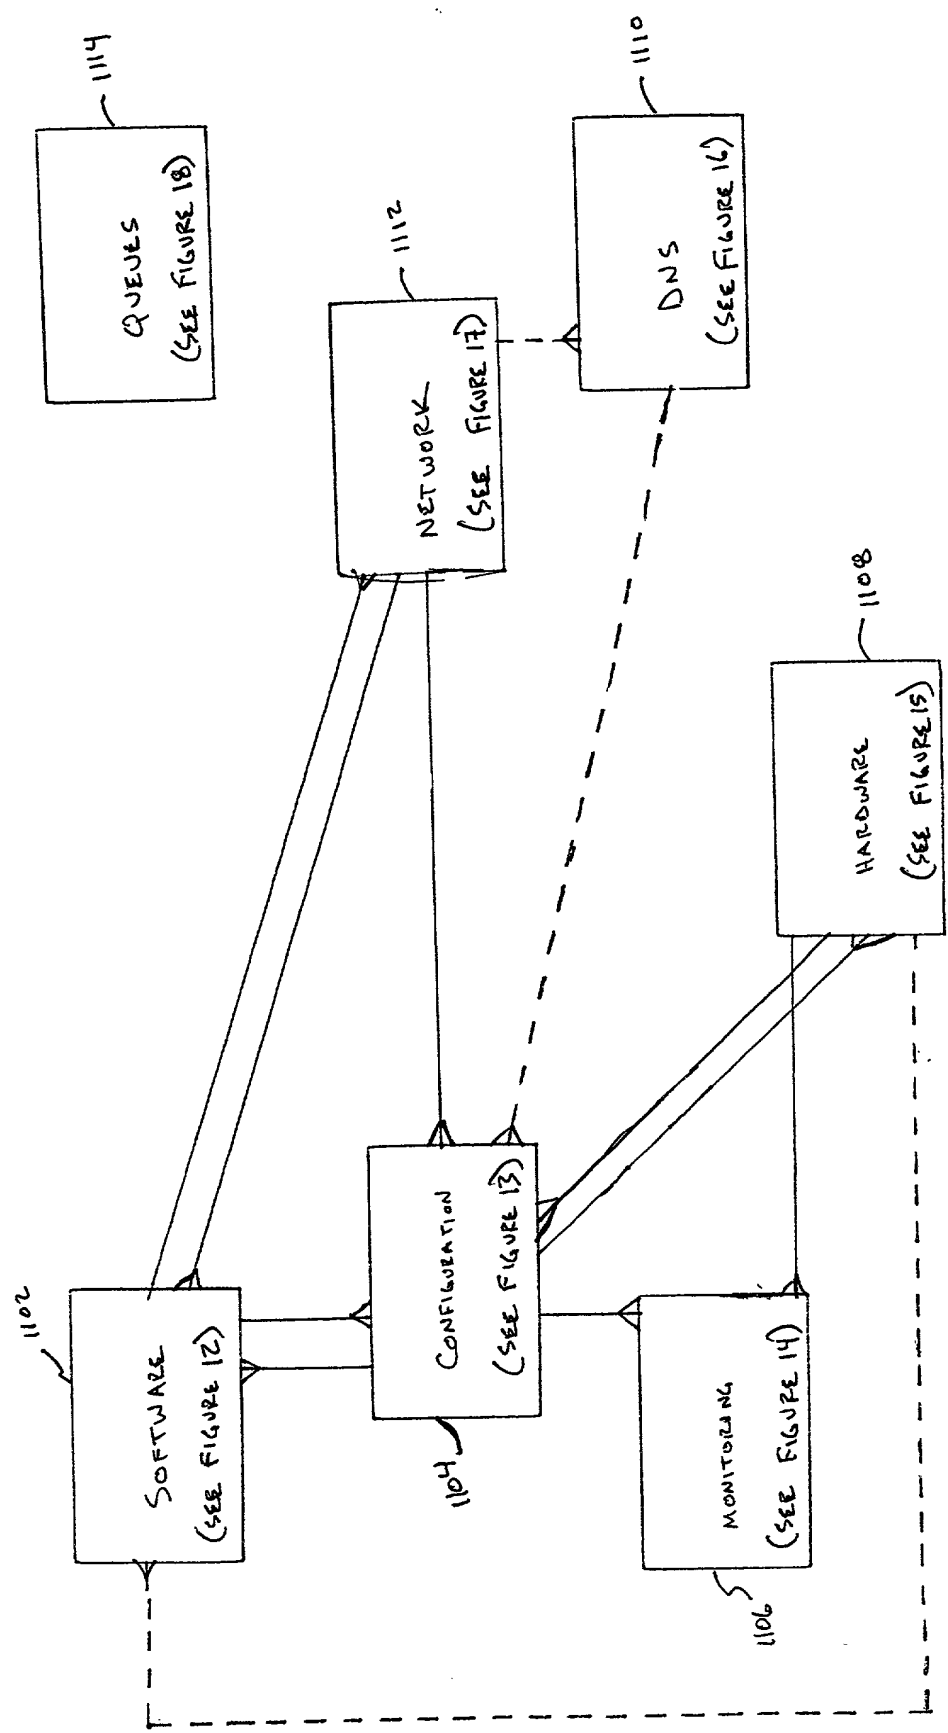 1102
SOFTWARE
(SEE FIGURE 12)
1104
CONFIGURATION
(SEE FIGURE 13)
1106
MONITORING
(SEE FIGURE 14)
NETWORK
(SEE FIGURE 17)
1112
QUEUES
(SEE FIGURE 18)
1114
DNS
(SEE FIGURE 16)
1110
HARDWARE
(SEE FIGURE 15)
1108